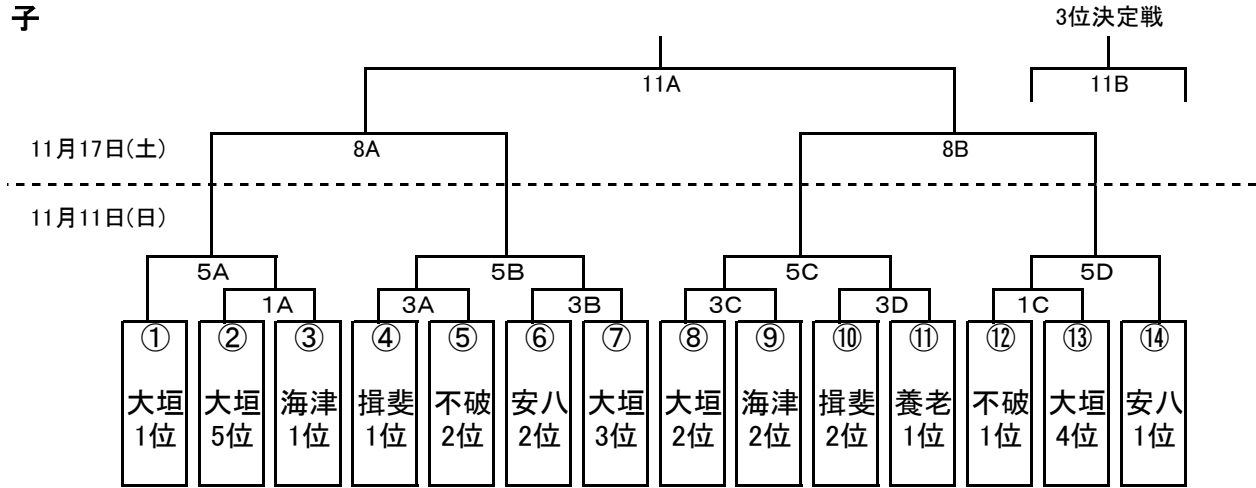 子
3位決定戦
11A
11B
11月17日(土)
8A
8B
11月11日(日)
5A
5B
5C
5D
1A
3A
3B
3C
3D
1C
① ② ③ ④ ⑤ ⑥ ⑦ ⑧ ⑨ ⑩ ⑪ ⑫ ⑬ ⑭
大垣 大垣 海津 揖斐 不破 安八 大垣 大垣 海津 揖斐 養老 不破 大垣 安八
1位 5位 1位 1位 2位 2位 3位 2位 2位 2位 1位 1位 4位 1位